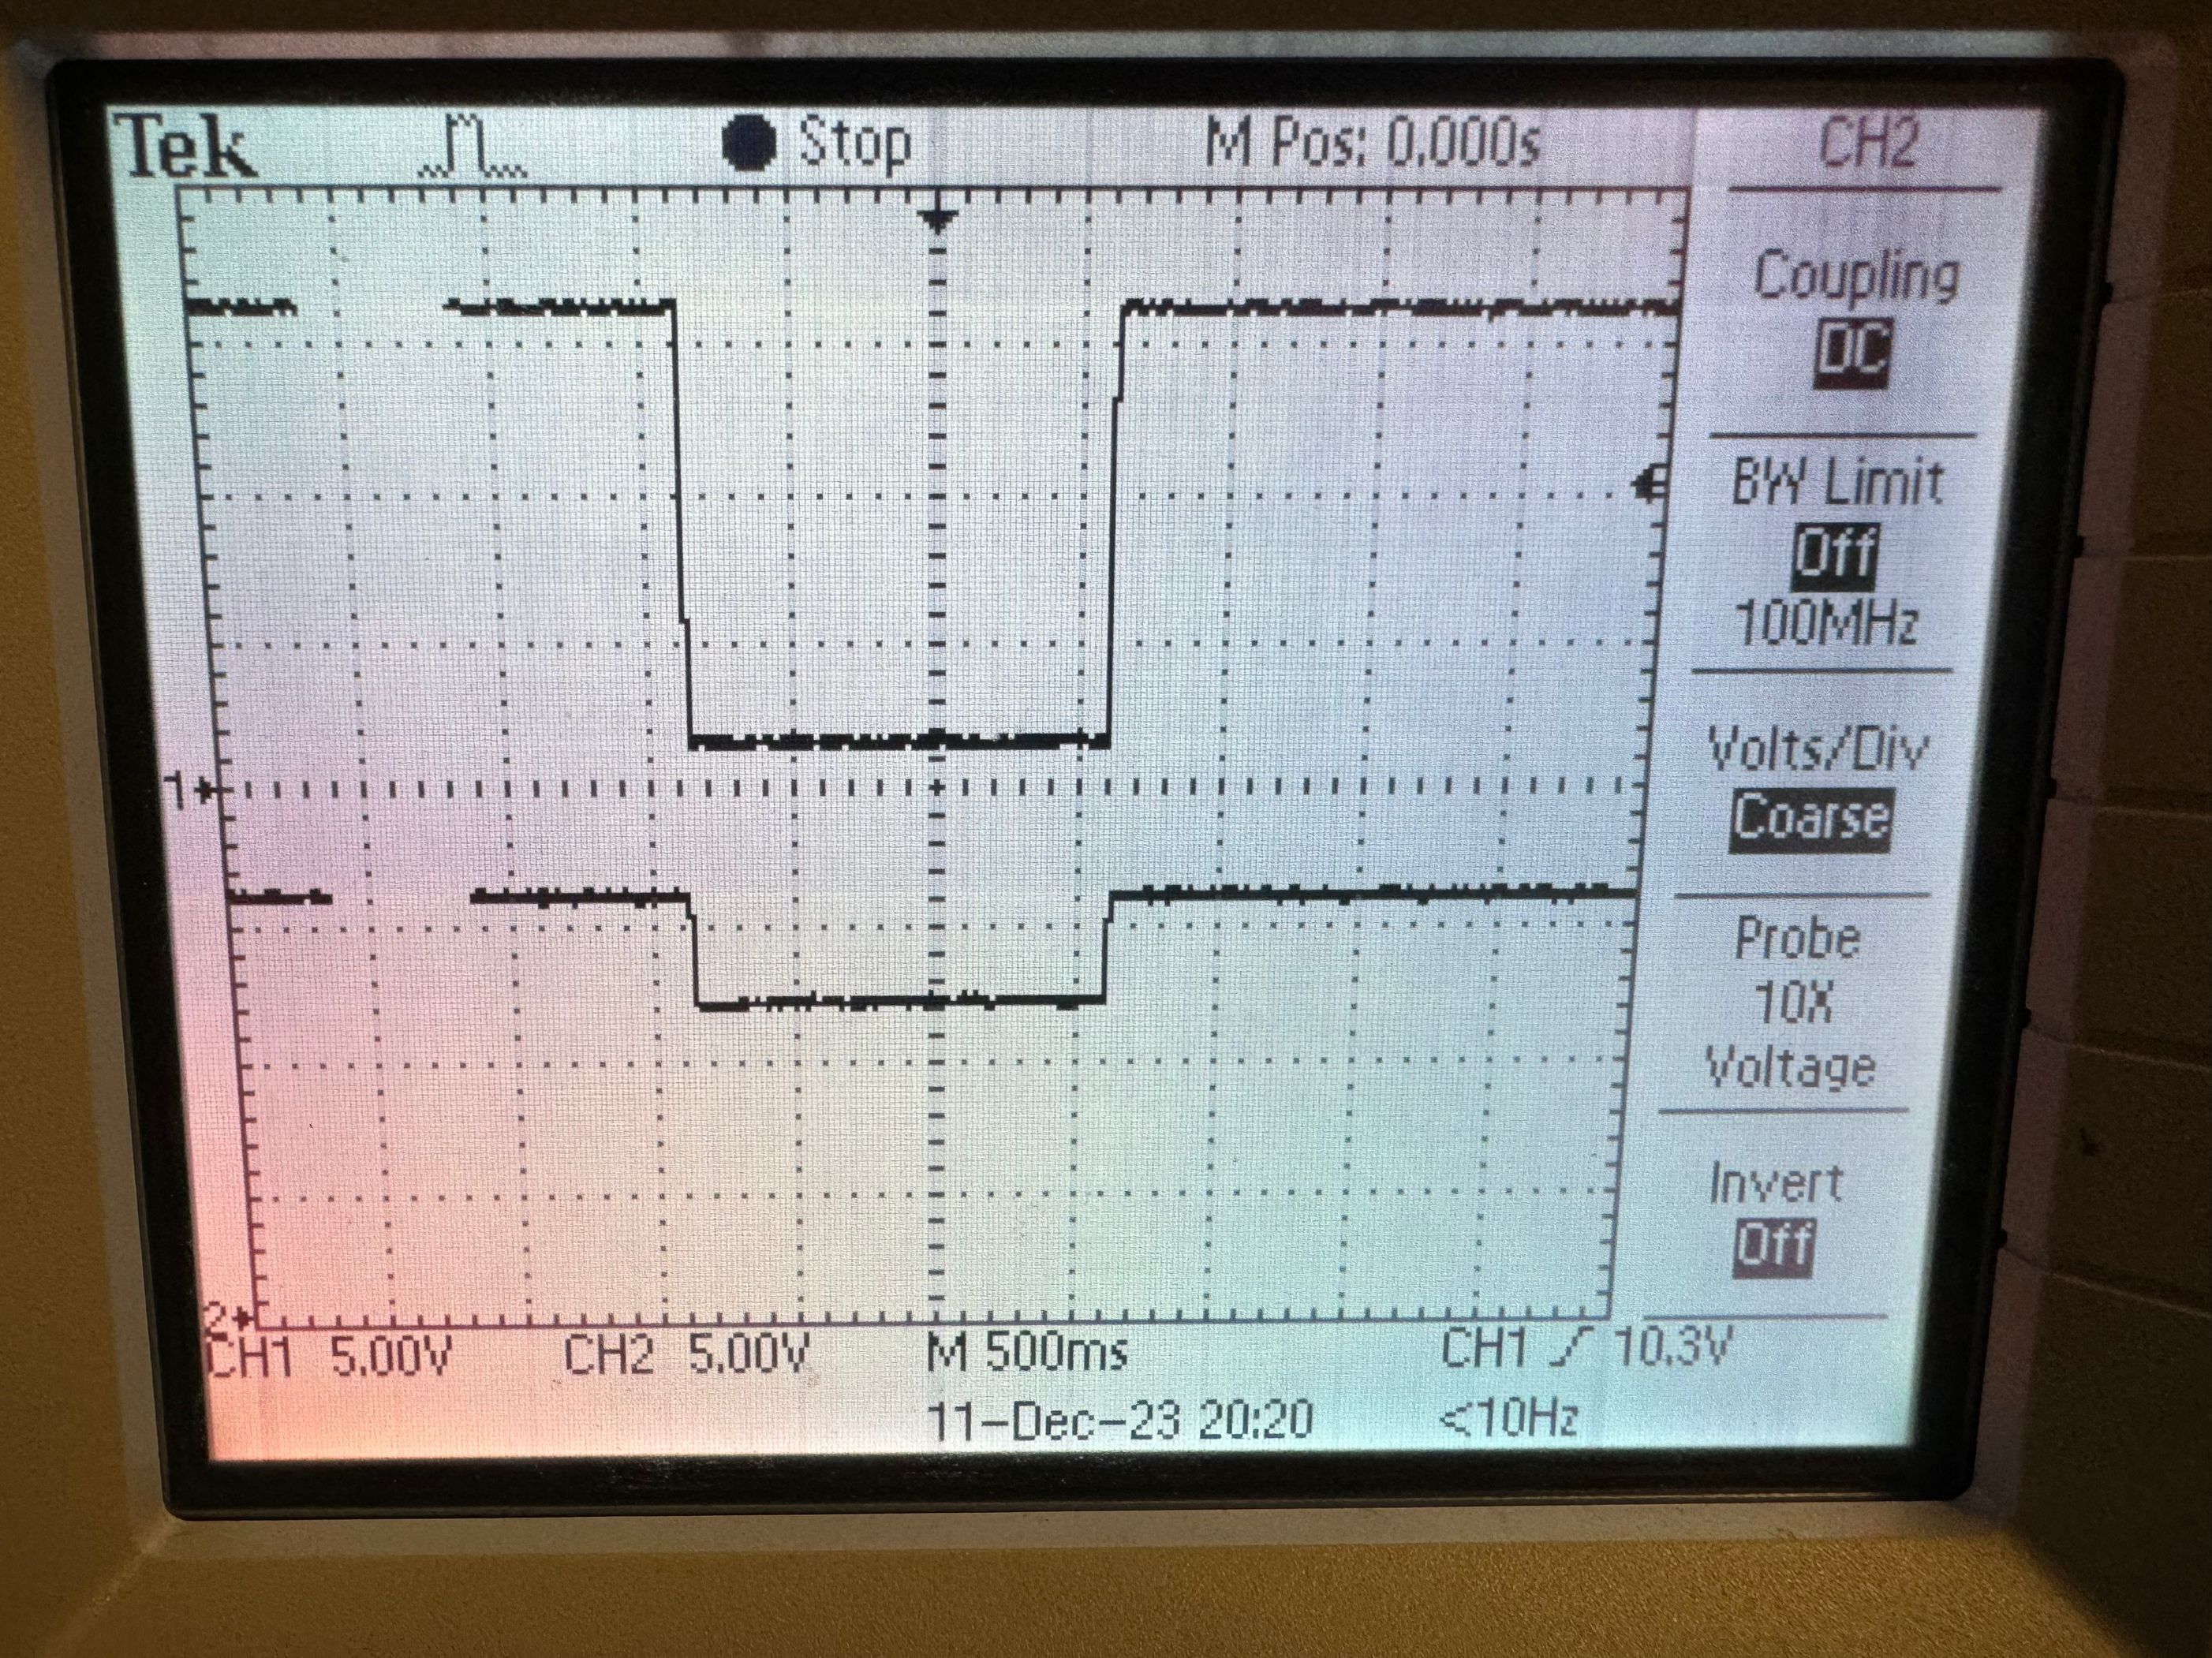 Tek Stop M Pos: 0.000s CH2
Coupling
DC
BW Limit
Off
100MHz
Volts/Div
Coarse
Probe
10X
Voltage
Invert
Off
1
2
CH1 5.00V CH2 5.00V M 500ms CH1 10.3V
11-Dec-23 20:20 <10Hz